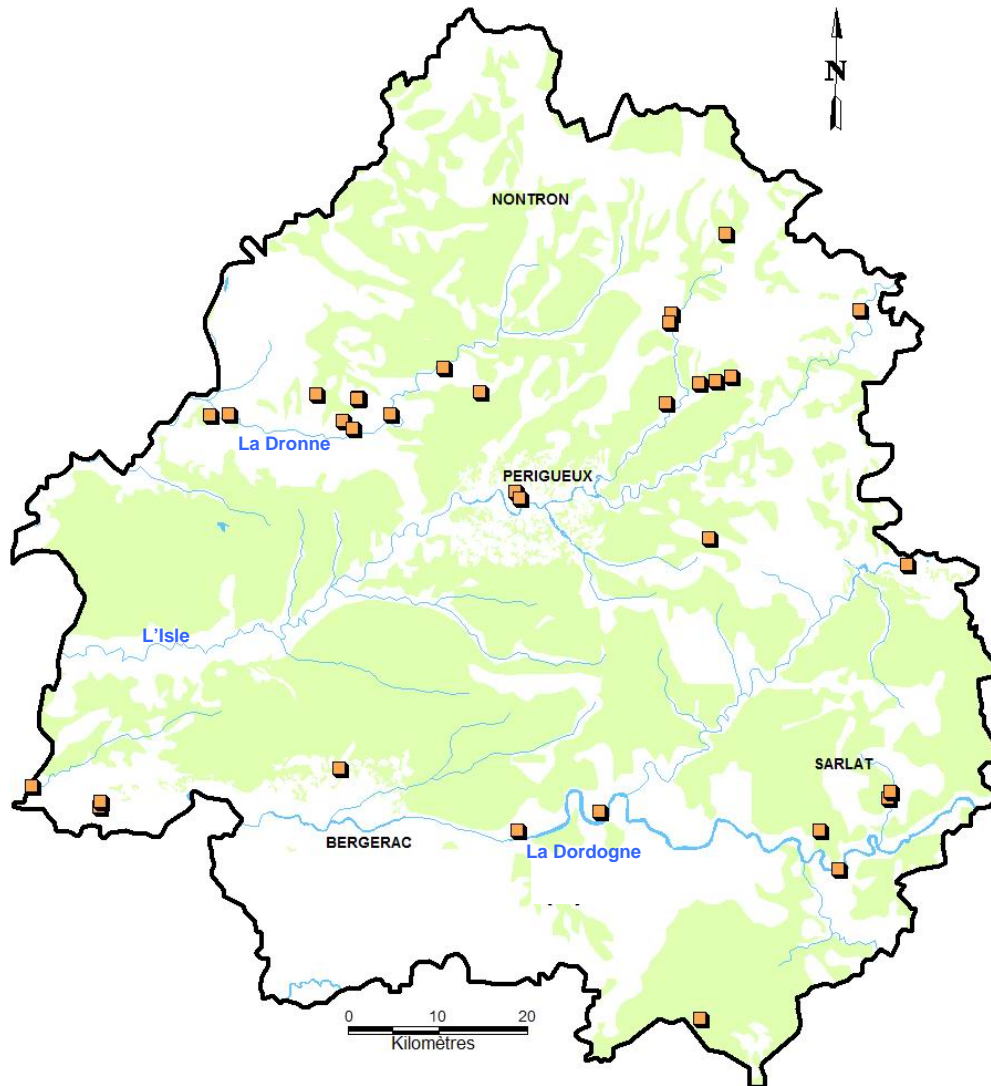 N
NONTRON
La Dronne
PERIGUEUX
L'Isle
SARLAT
BERGERAC
La Dordogne
0 10 20
Kilomètres